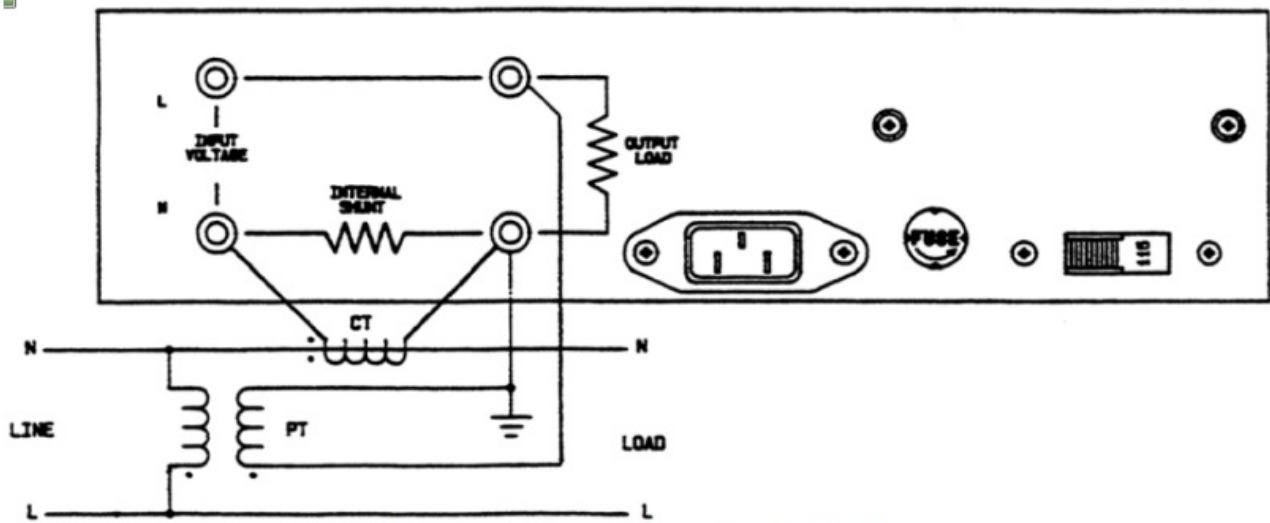 L
INPUT
VOLTAGE
N
INTERNAL
SHUNT
OUTPUT
LOAD
FUSE
115
CT
N
N
LINE
PT
LOAD
L
L